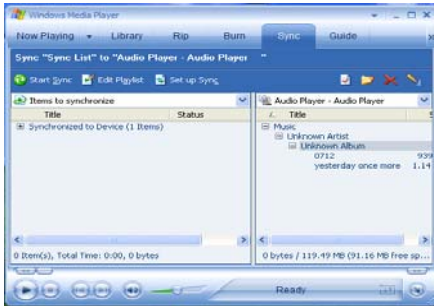 Windows Media Player
Now Playing Library Rip Burn Sync Guide
Sync "Sync List" to "Audio Player - Audio Player "
Start Sync Edit Playlist Set up Sync
Items to synchronize
Title Status
Synchronized to Device (1 Items)
0 Item(s), Total Time: 0:00, 0 bytes
Audio Player - Audio Player
Title S
Music
Unknown Artist
Unknown Album
0712 939
yesterday once more 1.14
0 bytes / 119.49 MB (91.16 MB free sp...
Ready